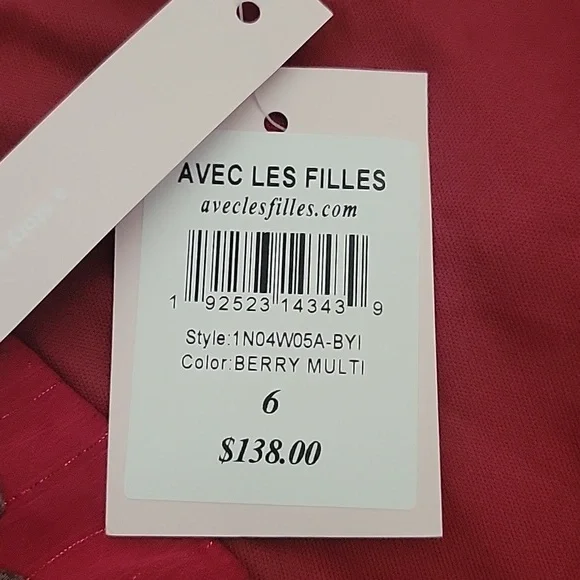 AVEC LES FILLES
aveclesfilles.com
1 92523 14343 9
Style:1N04W05A-BYI
Color:BERRY MULTI
6
$138.00